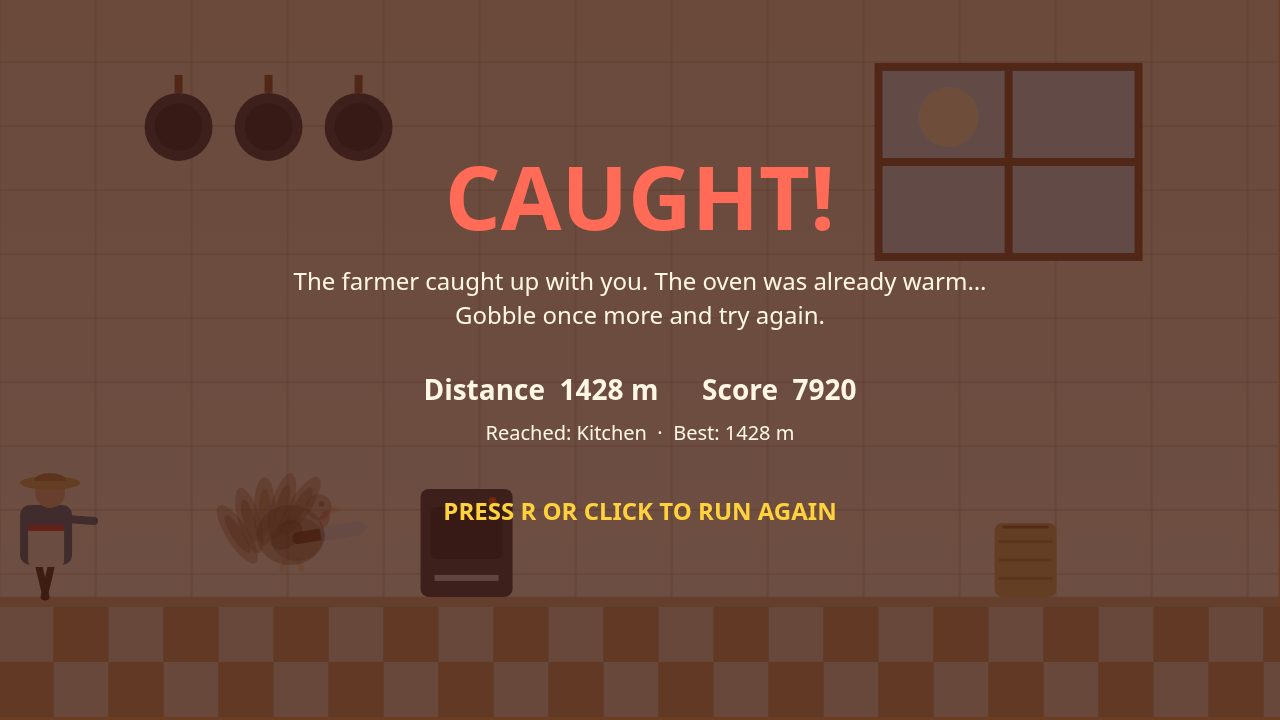 CAUGHT!
The farmer caught up with you. The oven was already warm...
Gobble once more and try again.
Distance 1428 m Score 7920
Reached: Kitchen · Best: 1428 m
PRESS R OR CLICK TO RUN AGAIN